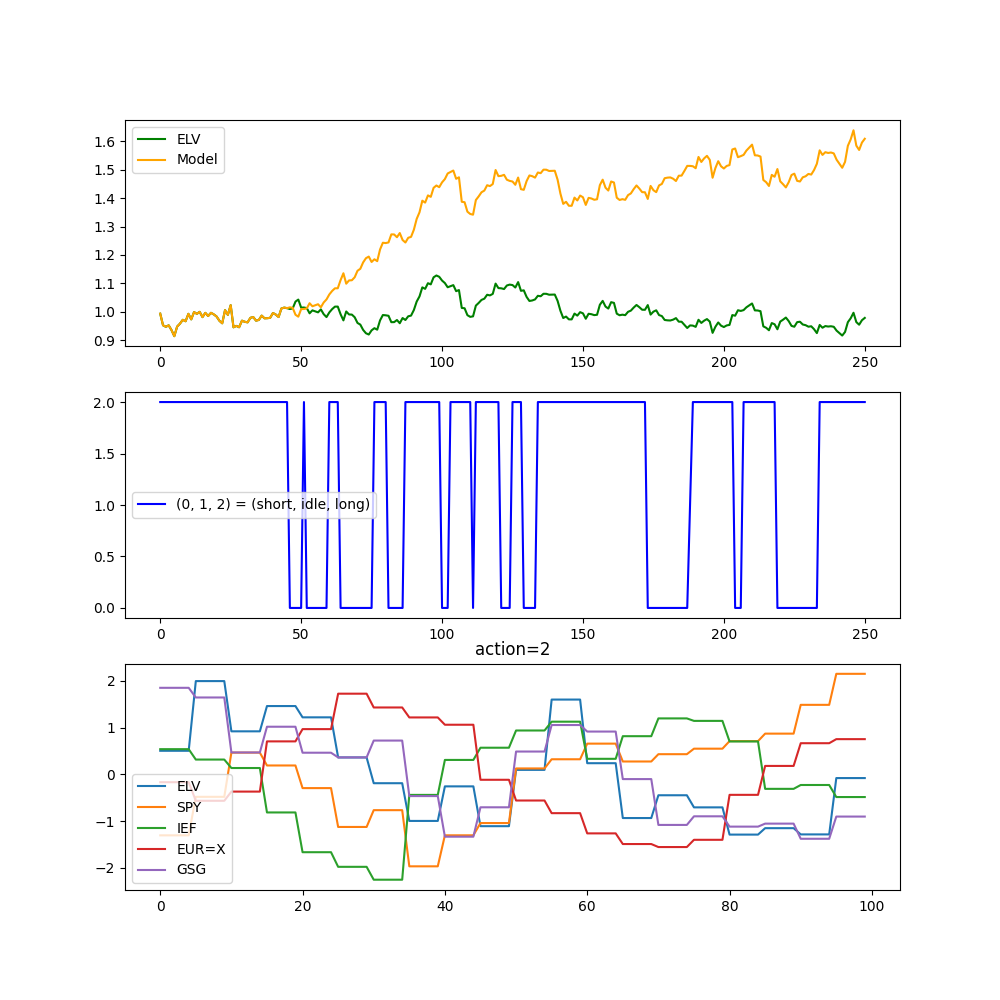 1.6
1.5
1.4
1.3
1.2
1.1
1.0
0.9
ELV
Model
0 50 100 150 200 250
2.0
1.5
1.0
0.5
0.0
(0, 1, 2) = (short, idle, long)
0 50 100 150 200 250
action=2
2
1
0
−1
−2
ELV
SPY
IEF
EUR=X
GSG
0 20 40 60 80 100